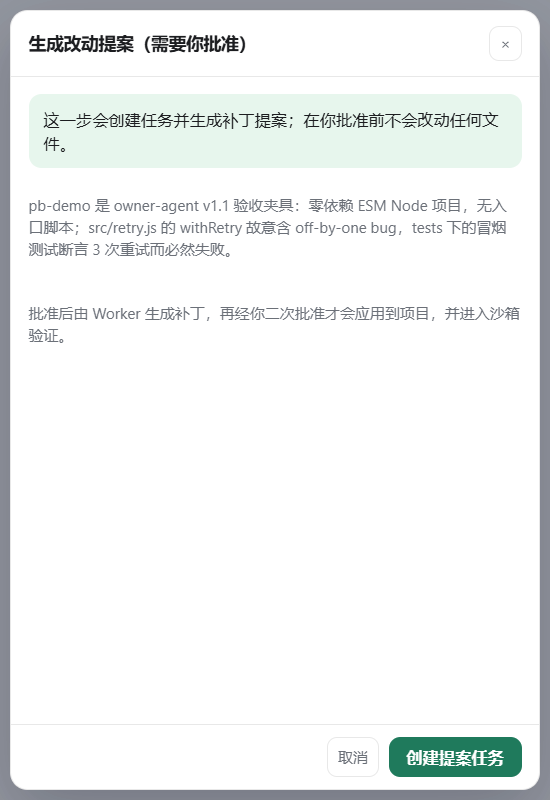 生成改动提案（需要你批准）
×
这一步会创建任务并生成补丁提案；在你批准前不会改动任何文
件。
pb-demo 是 owner-agent v1.1 验收夹具：零依赖 ESM Node 项目，无入
口脚本；src/retry.js 的 withRetry 故意含 off-by-one bug，tests 下的冒烟
测试断言 3 次重试而必然失败。
批准后由 Worker 生成补丁，再经你二次批准才会应用到项目，并进入沙箱
验证。
取消
创建提案任务